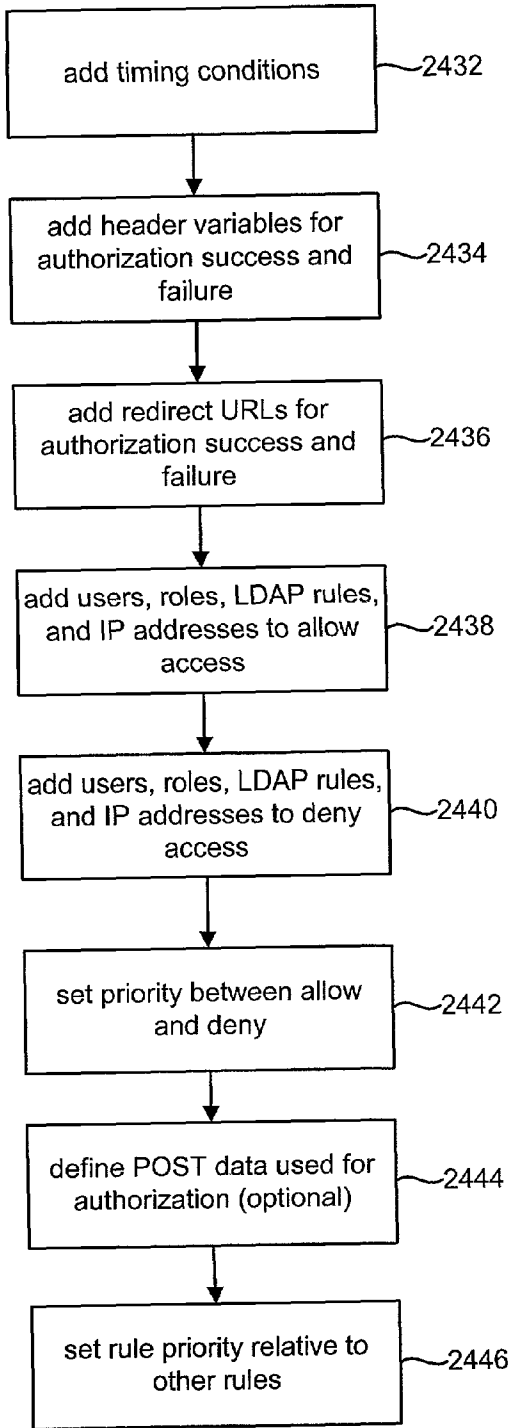 add timing conditions
2432
add header variables for
authorization success and
failure
2434
add redirect URLs for
authorization success and
failure
2436
add users, roles, LDAP rules,
and IP addresses to allow
access
2438
add users, roles, LDAP rules,
and IP addresses to deny
access
2440
set priority between allow
and deny
2442
define POST data used for
authorization (optional)
2444
set rule priority relative to
other rules
2446